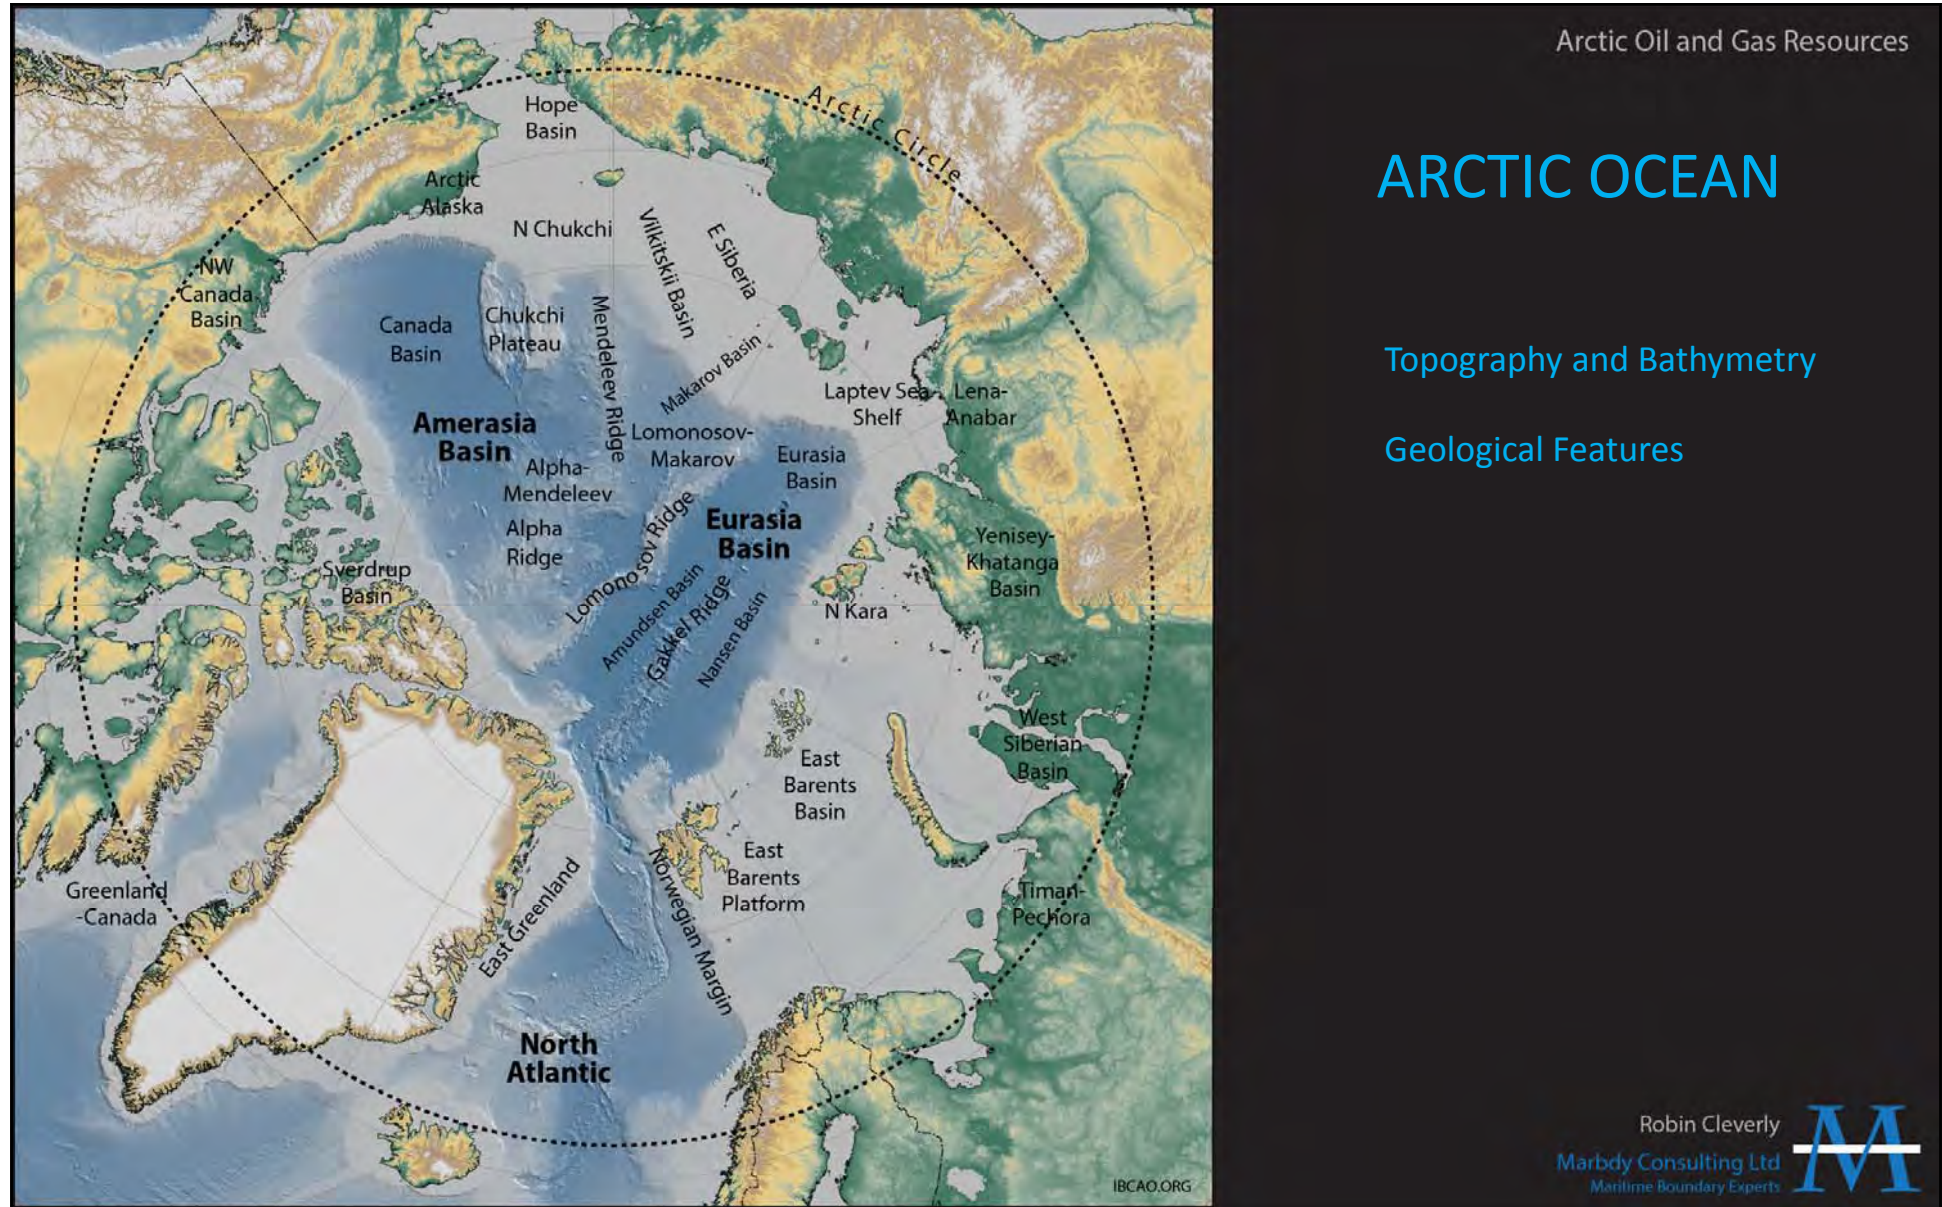 Arctic Oil and Gas Resources
ARCTIC OCEAN
Topography and Bathymetry
Geological Features
Arctic Circle
Hope
Basin
Arctic
Alaska
N Chukchi
Vilkitskii Basin
E Siberia
NW
Canada
Basin
Canada
Basin
Chukchi
Plateau
Mendeleev Ridge
Makarov Basin
Laptev Sea
Shelf
Lena-
Anabar
Amerasia
Basin
Lomonosov-
Makarov
Eurasia
Basin
Alpha-
Mendeleev
Alpha
Ridge
Lomonosov Ridge
Eurasia
Basin
Yenisey-
Khatanga
Basin
Sverdrup
Basin
Amundsen Basin
Gakkel Ridge
Nansen Basin
N Kara
West
Siberian
Basin
East
Barents
Basin
East
Barents
Platform
Norwegian Margin
Timan-
Pechora
Greenland
-Canada
East Greenland
North
Atlantic
IBCAO.ORG
Robin Cleverly
Marbdy Consulting Ltd
Maritime Boundary Experts
M